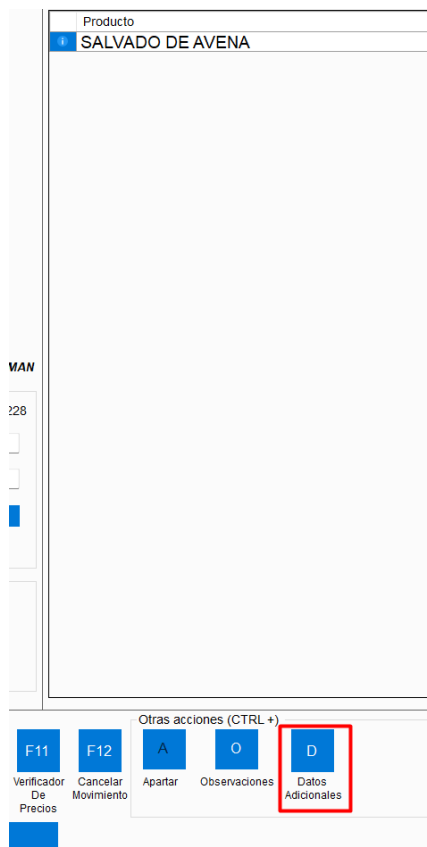 Producto
SALVADO DE AVENA
MAN
228
Otras acciones (CTRL +)
F11
F12
A
O
D
Verificador
De
Precios
Cancelar
Movimiento
Apartar
Observaciones
Datos
Adicionales